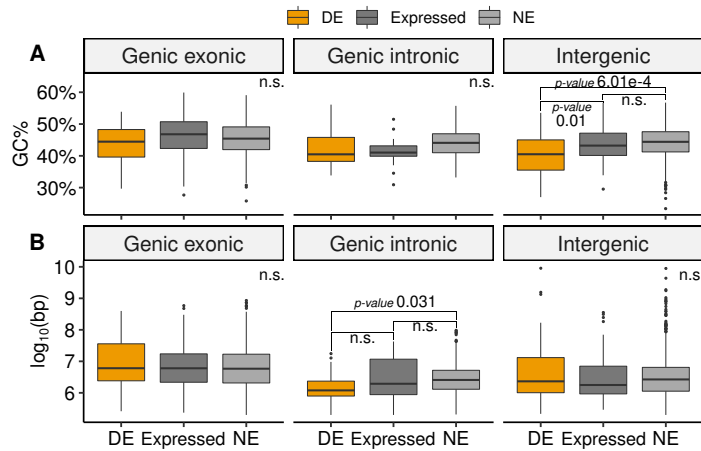 DE Expressed NE
A
Genic exonic Genic intronic Intergenic
n.s. n.s. p-value 6.01e-4
p-value 0.01 n.s.
GC%
60%
50%
40%
30%
B
Genic exonic Genic intronic Intergenic
n.s. p-value 0.031 n.s.
n.s. n.s.
log10(bp)
10
9
8
7
6
DE Expressed NE DE Expressed NE DE Expressed NE